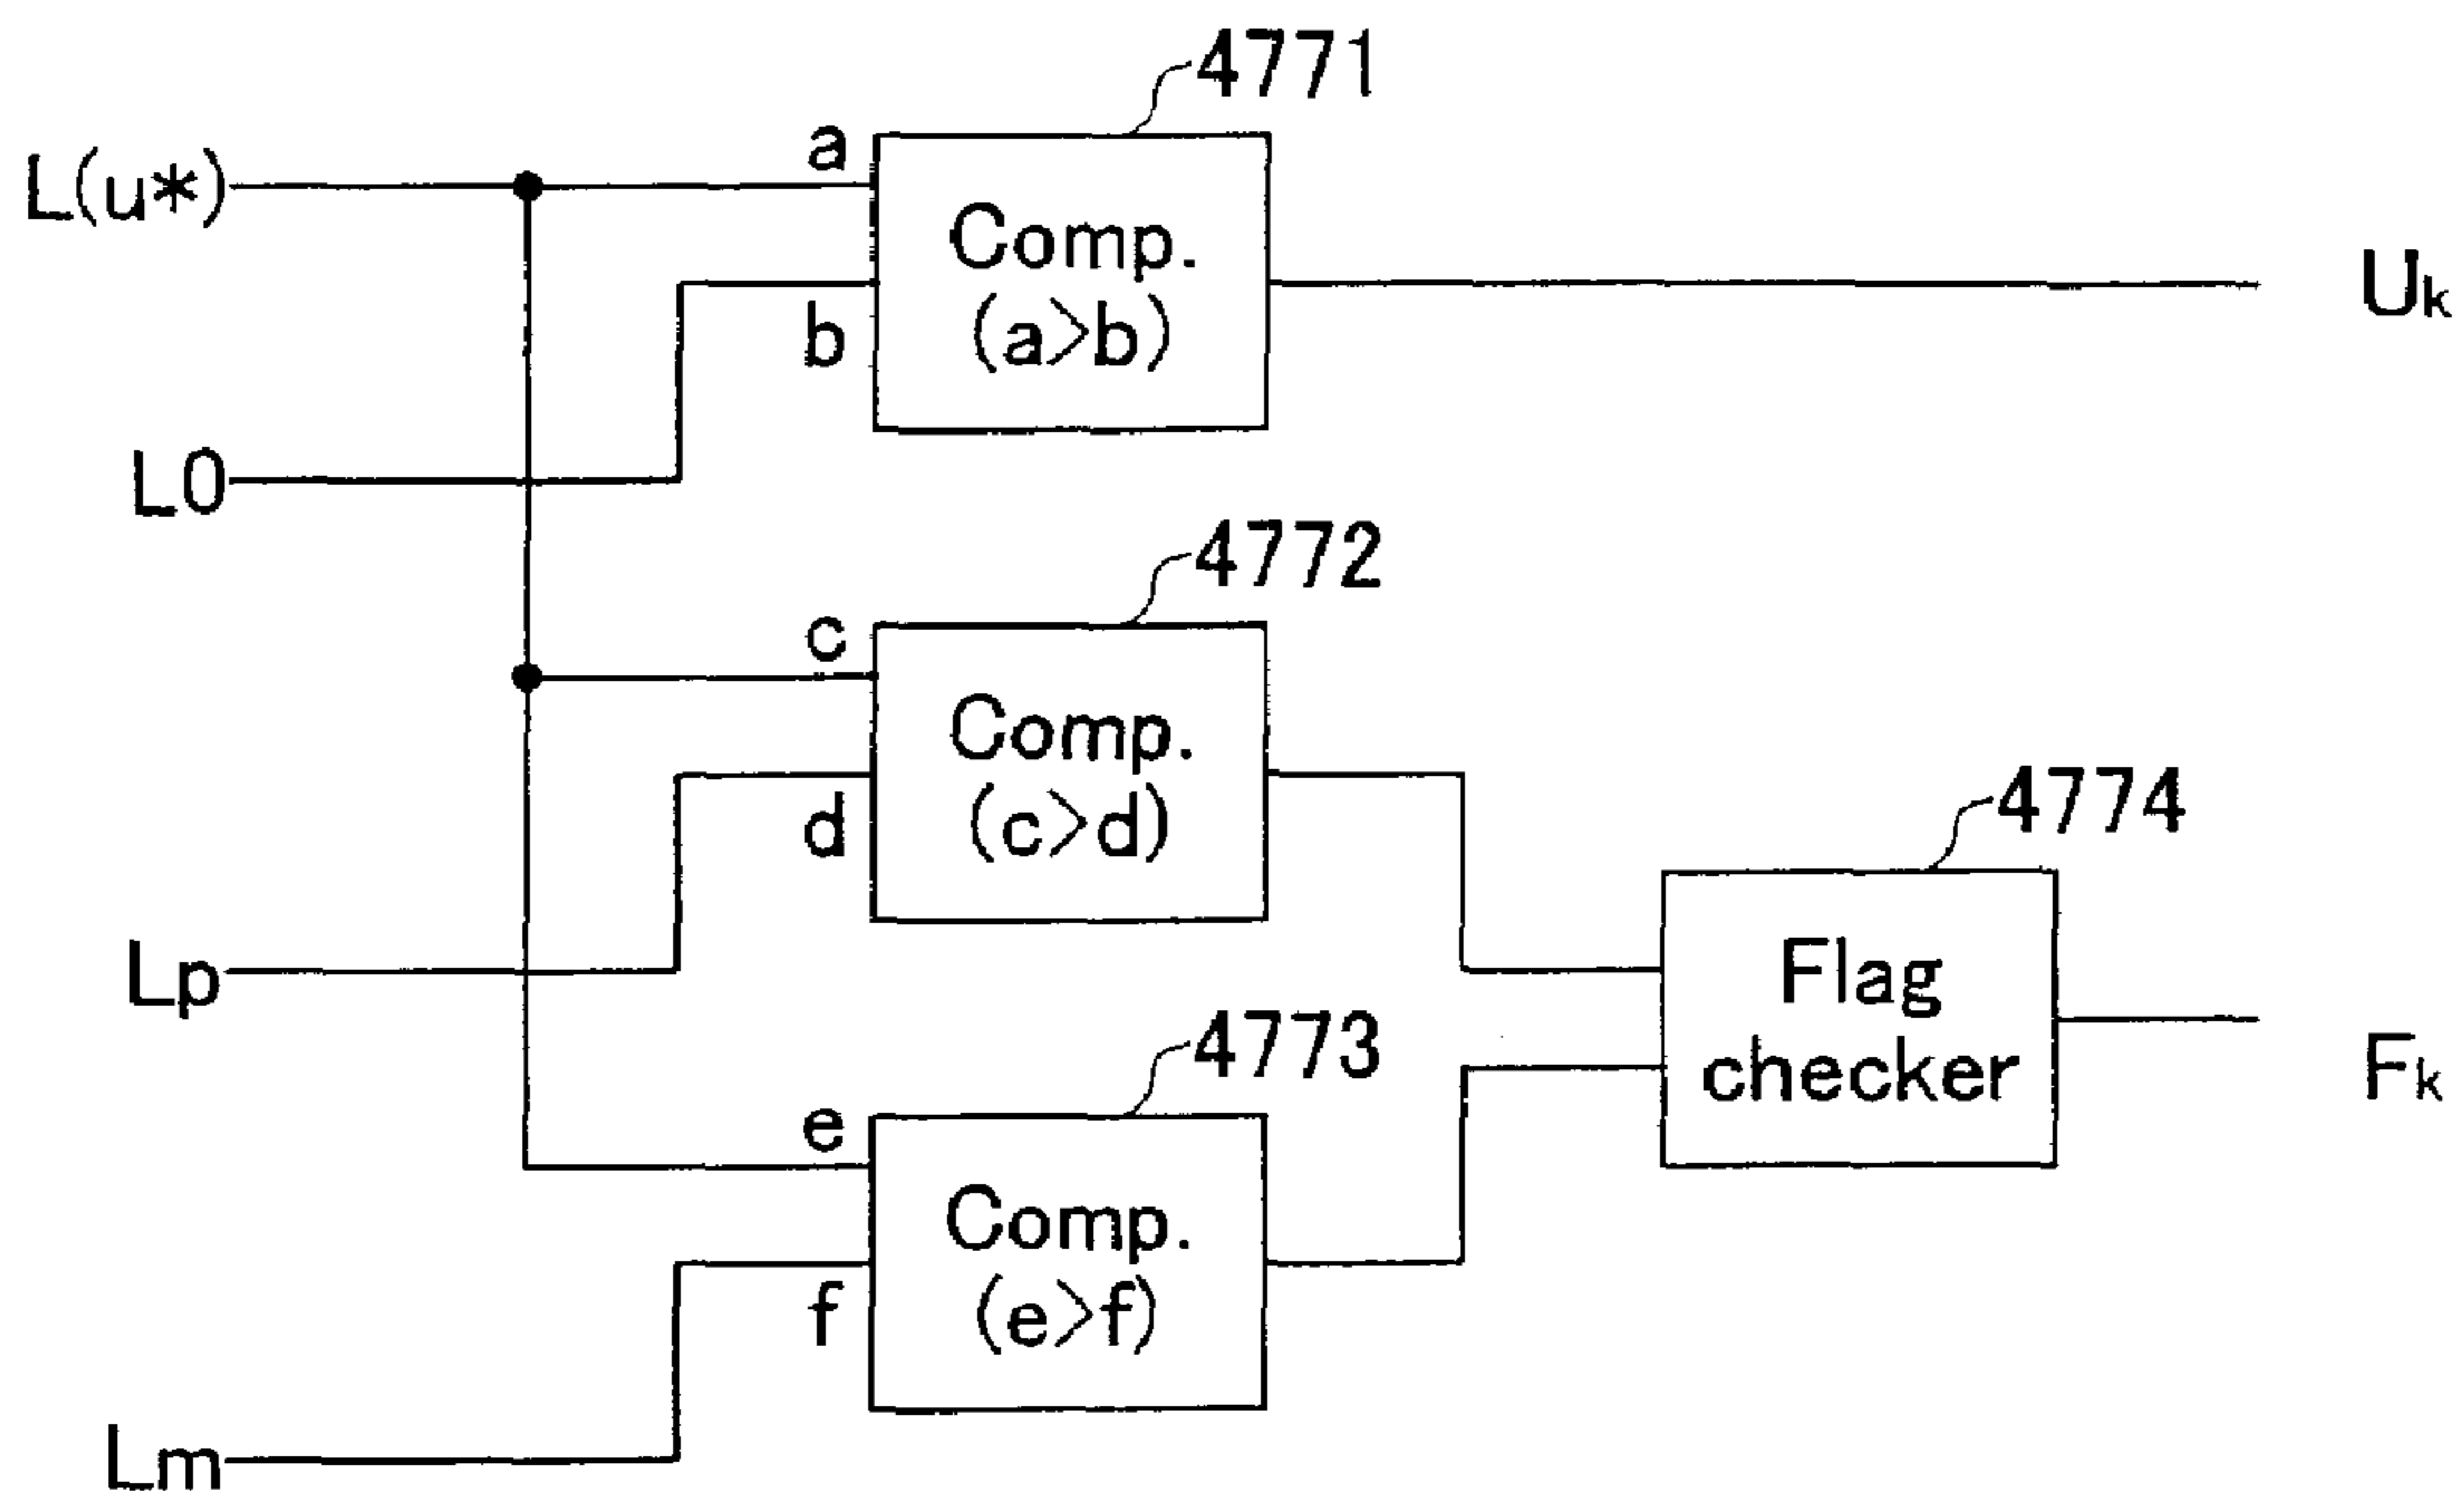 4771
a
L(u*)
Comp.
(a>b)
b
Uk
L0
4772
c
Comp.
(c>d)
d
4774
Lp
Flag
checker
Fk
4773
e
Comp.
(e>f)
f
Lm